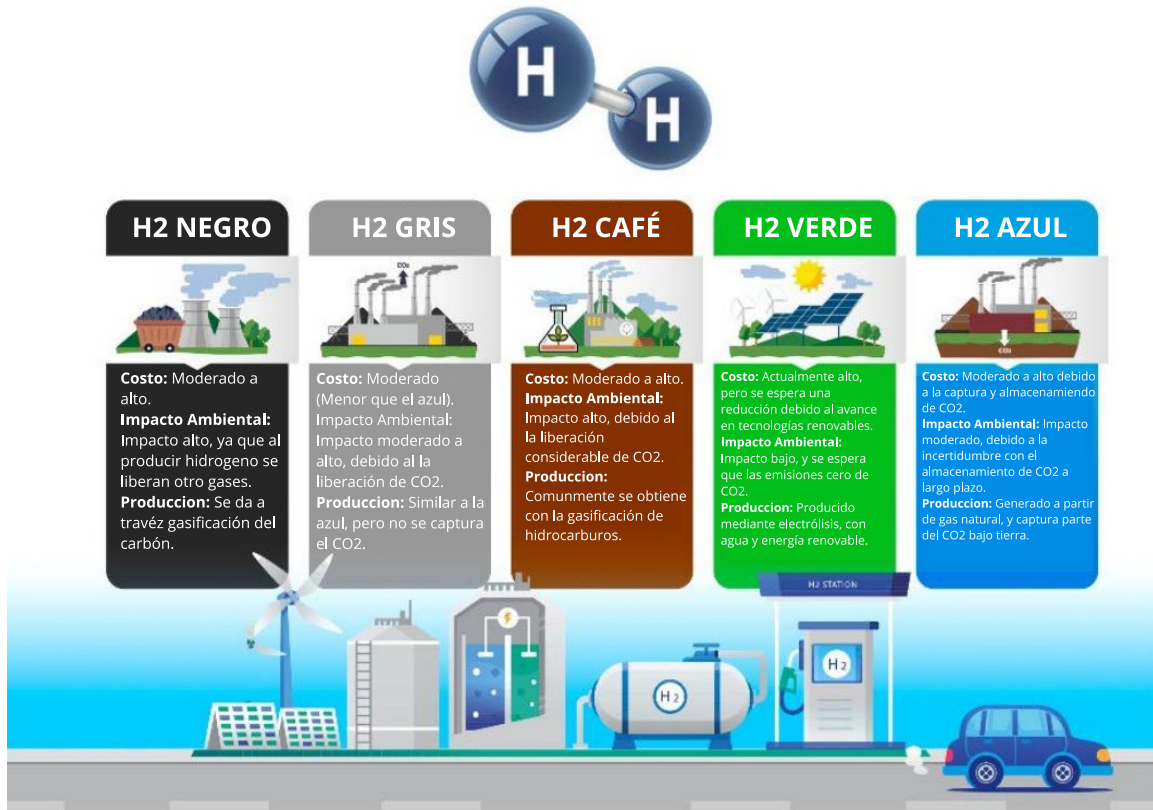 H
H
H2 NEGRO
Costo: Moderado a
alto.
Impacto Ambiental:
Impacto alto, ya que al
producir hidrogeno se
liberan otro gases.
Produccion: Se da a
travéz gasificación del
carbón.
H2 GRIS
CO₂
Costo: Moderado
(Menor que el azul).
Impacto Ambiental:
Impacto moderado a
alto, debido al la
liberación de CO2.
Produccion: Similar a la
azul, pero no se captura
el CO2.
H2 CAFÉ
Costo: Moderado a alto.
Impacto Ambiental:
Impacto alto, debido al
la liberación
considerable de CO2.
Produccion:
Comunmente se obtiene
con la gasificación de
hidrocarburos.
H2 VERDE
Costo: Actualmente alto,
pero se espera una
reducción debido al avance
en tecnologías renovables.
Impacto Ambiental:
Impacto bajo, y se espera
que las emisiones cero de
CO2.
Produccion: Producido
mediante electrólisis, con
agua y energía renovable.
H2 AZUL
CO₂
Costo: Moderado a alto debido
a la captura y almacenamiendo
de CO2.
Impacto Ambiental: Impacto
moderado, debido a la
incertidumbre con el
almacenamiento de CO2 a
largo plazo.
Produccion: Generado a partir
de gas natural, y captura parte
del CO2 bajo tierra.
H2 STATION
H₂
H₂